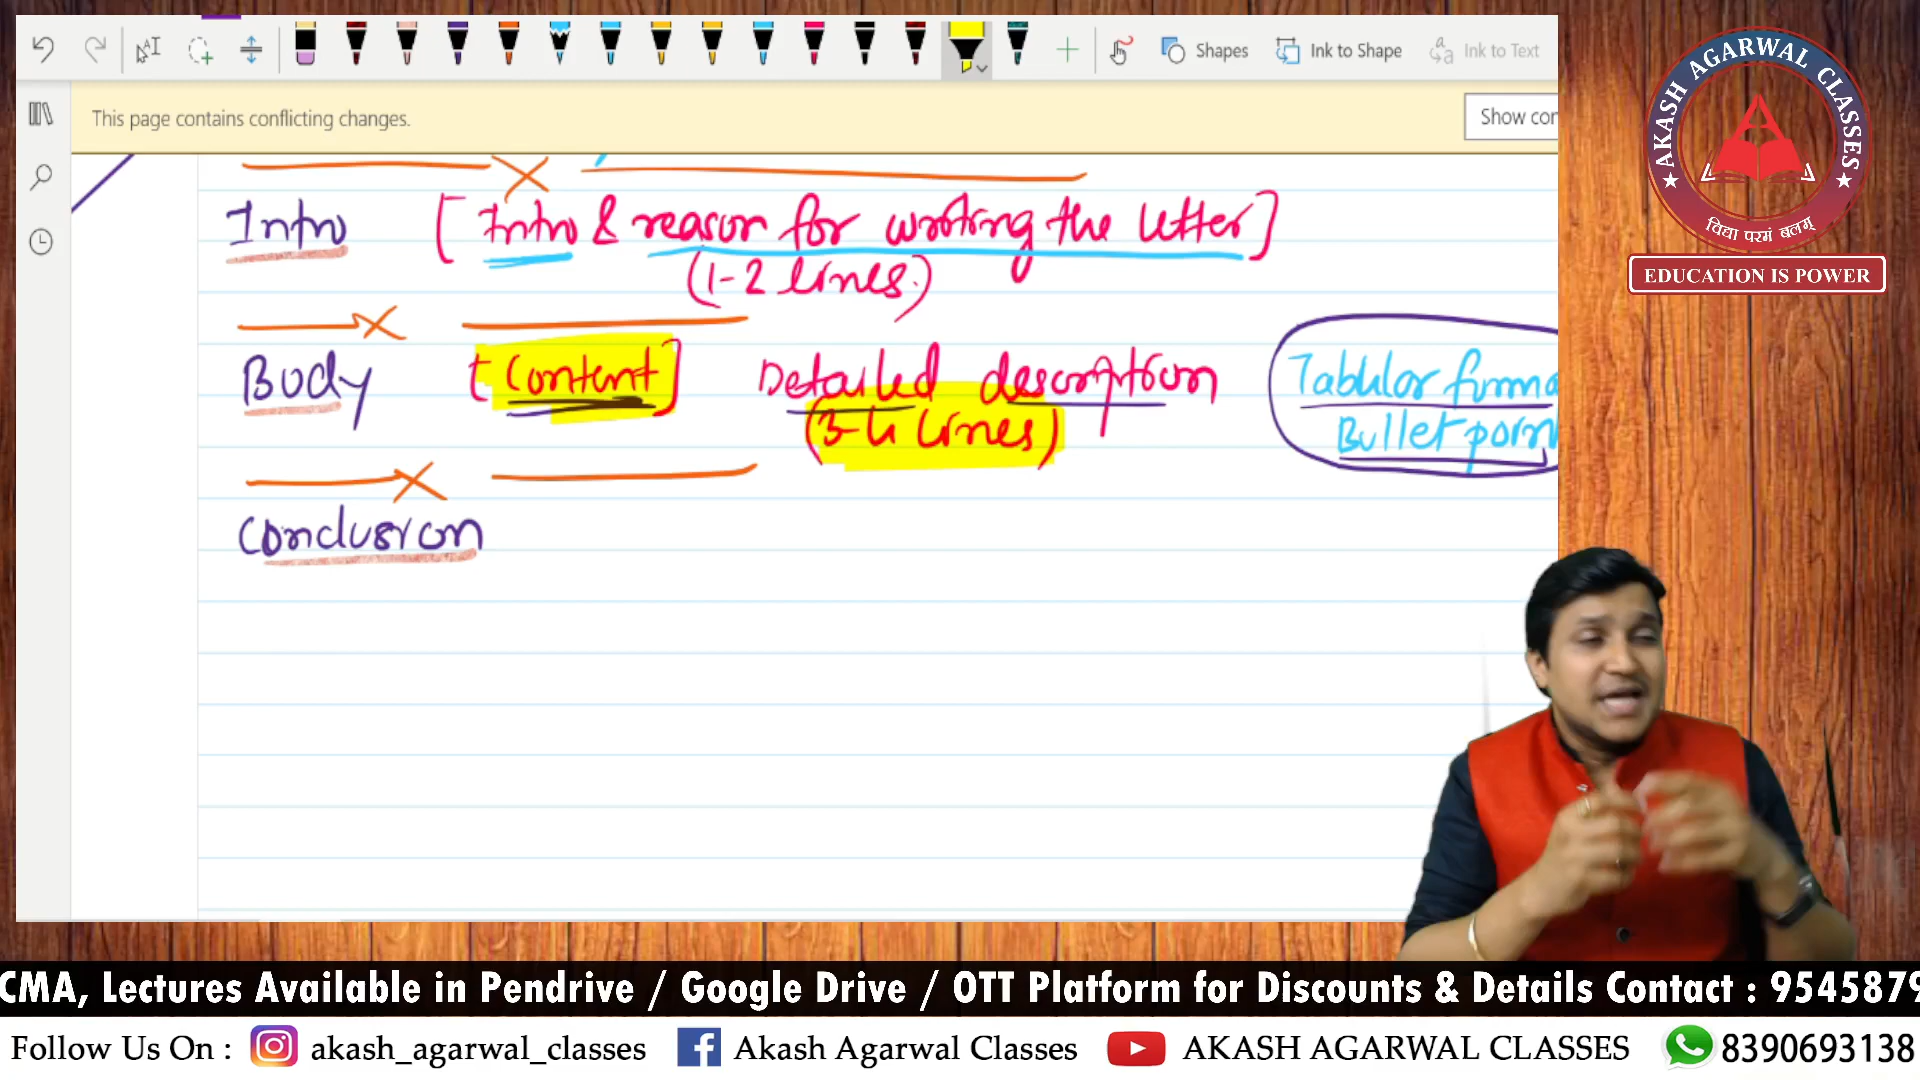 Shapes
Ink to Shape
Ink to Text
This page contains conflicting changes.
Show con
Intro [Intro & reason for writing the letter]
(1-2 lines.)
Body [Content] Detailed description
(3-4 lines)
Tabular forma
Bullet poin
Conclusion
AKASH AGARWAL CLASSES
विद्या परमं बलम्
EDUCATION IS POWER
CMA, Lectures Available in Pendrive / Google Drive / OTT Platform for Discounts & Details Contact : 9545879
Follow Us On : akash_agarwal_classes Akash Agarwal Classes AKASH AGARWAL CLASSES 8390693138